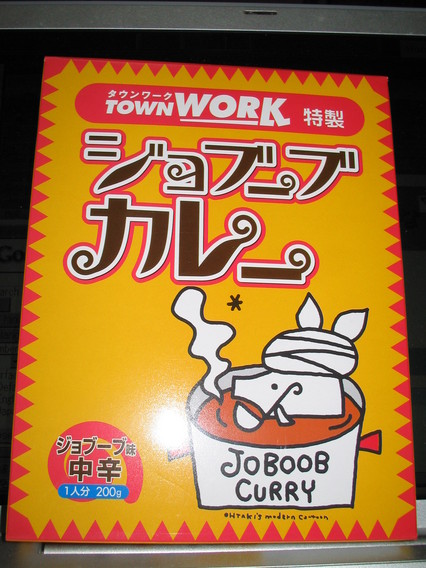 タウンワーク
TOWNWORK 特製
ジョブーブ
カレー
JOBOOB
CURRY
ジョブーブ味
中辛
1人分 200g